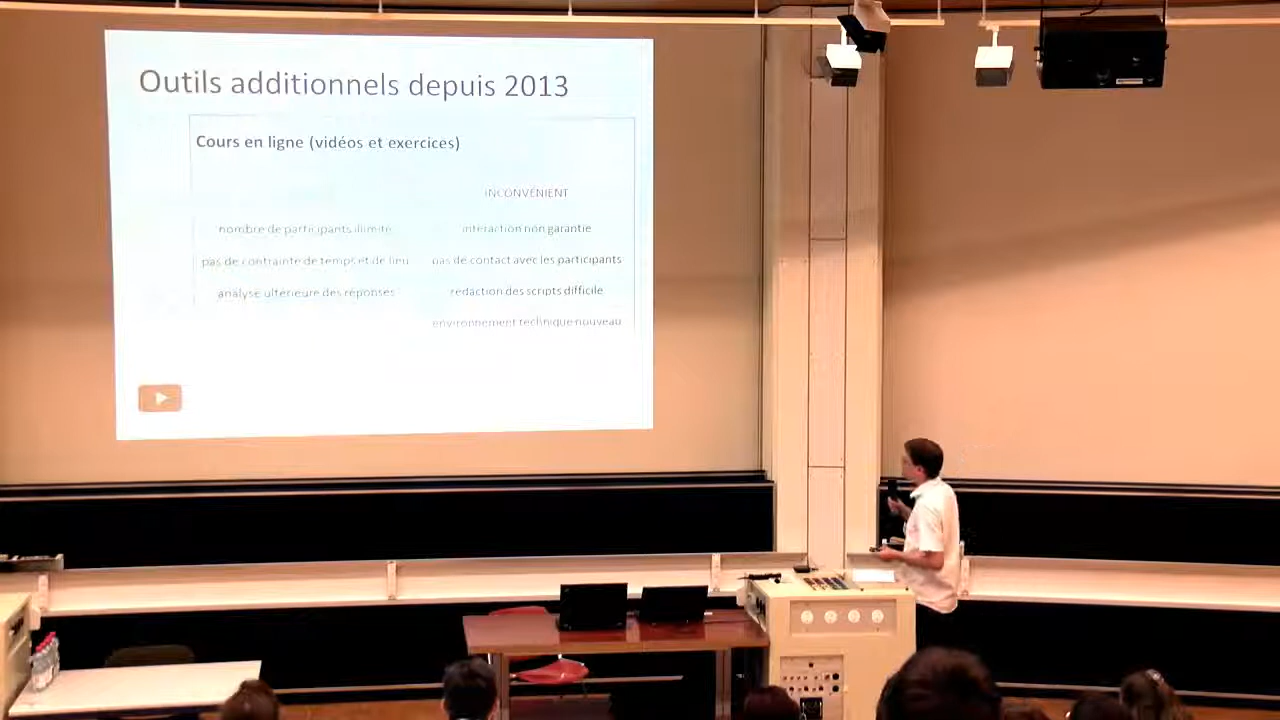 Outils additionnels depuis 2013
Cours en ligne (vidéos et exercices)
INCONVÉNIENT
nombre de participants illimité
interaction non garantie
pas de contrainte de temps et de lieu
pas de contact avec les participants
analyse ultérieure des réponses
rédaction des scripts difficile
environnement technique nouveau